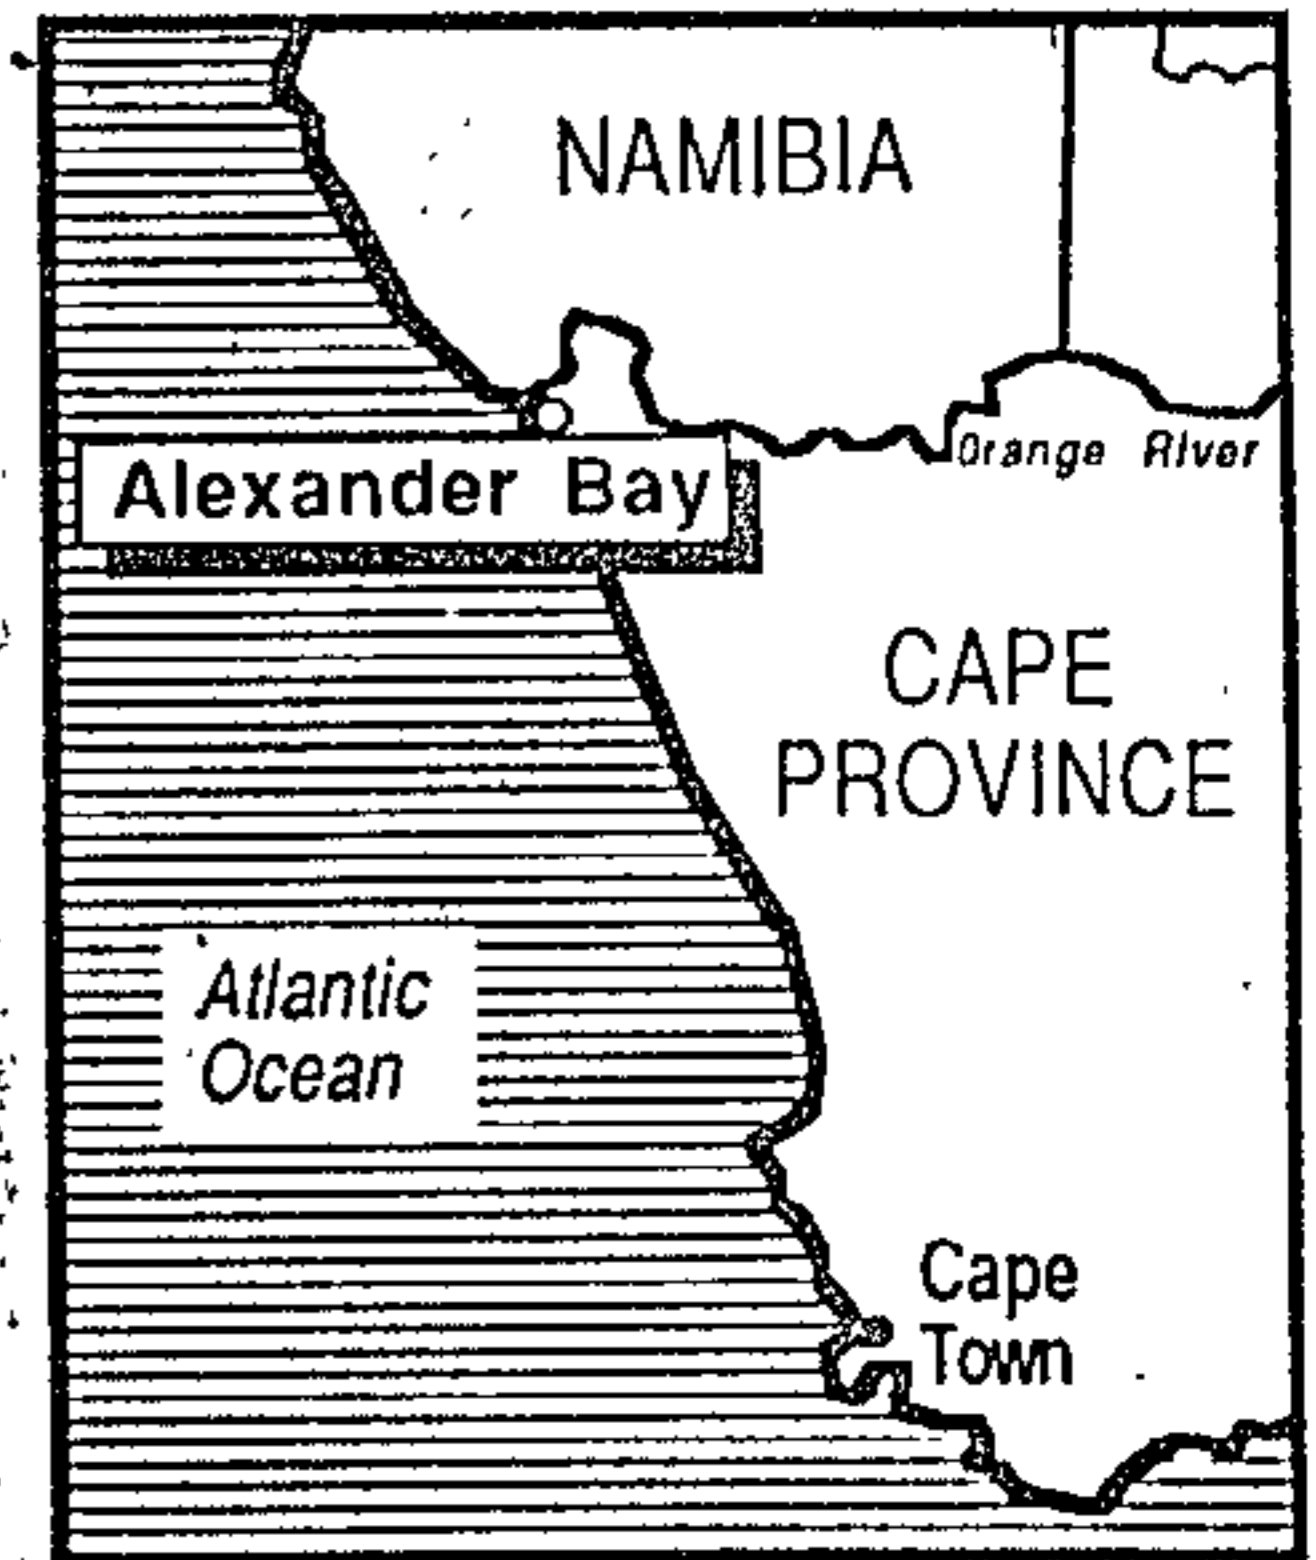 NAMIBIA
Orange River
Alexander Bay
CAPE
PROVINCE
Atlantic
Ocean
Cape
Town